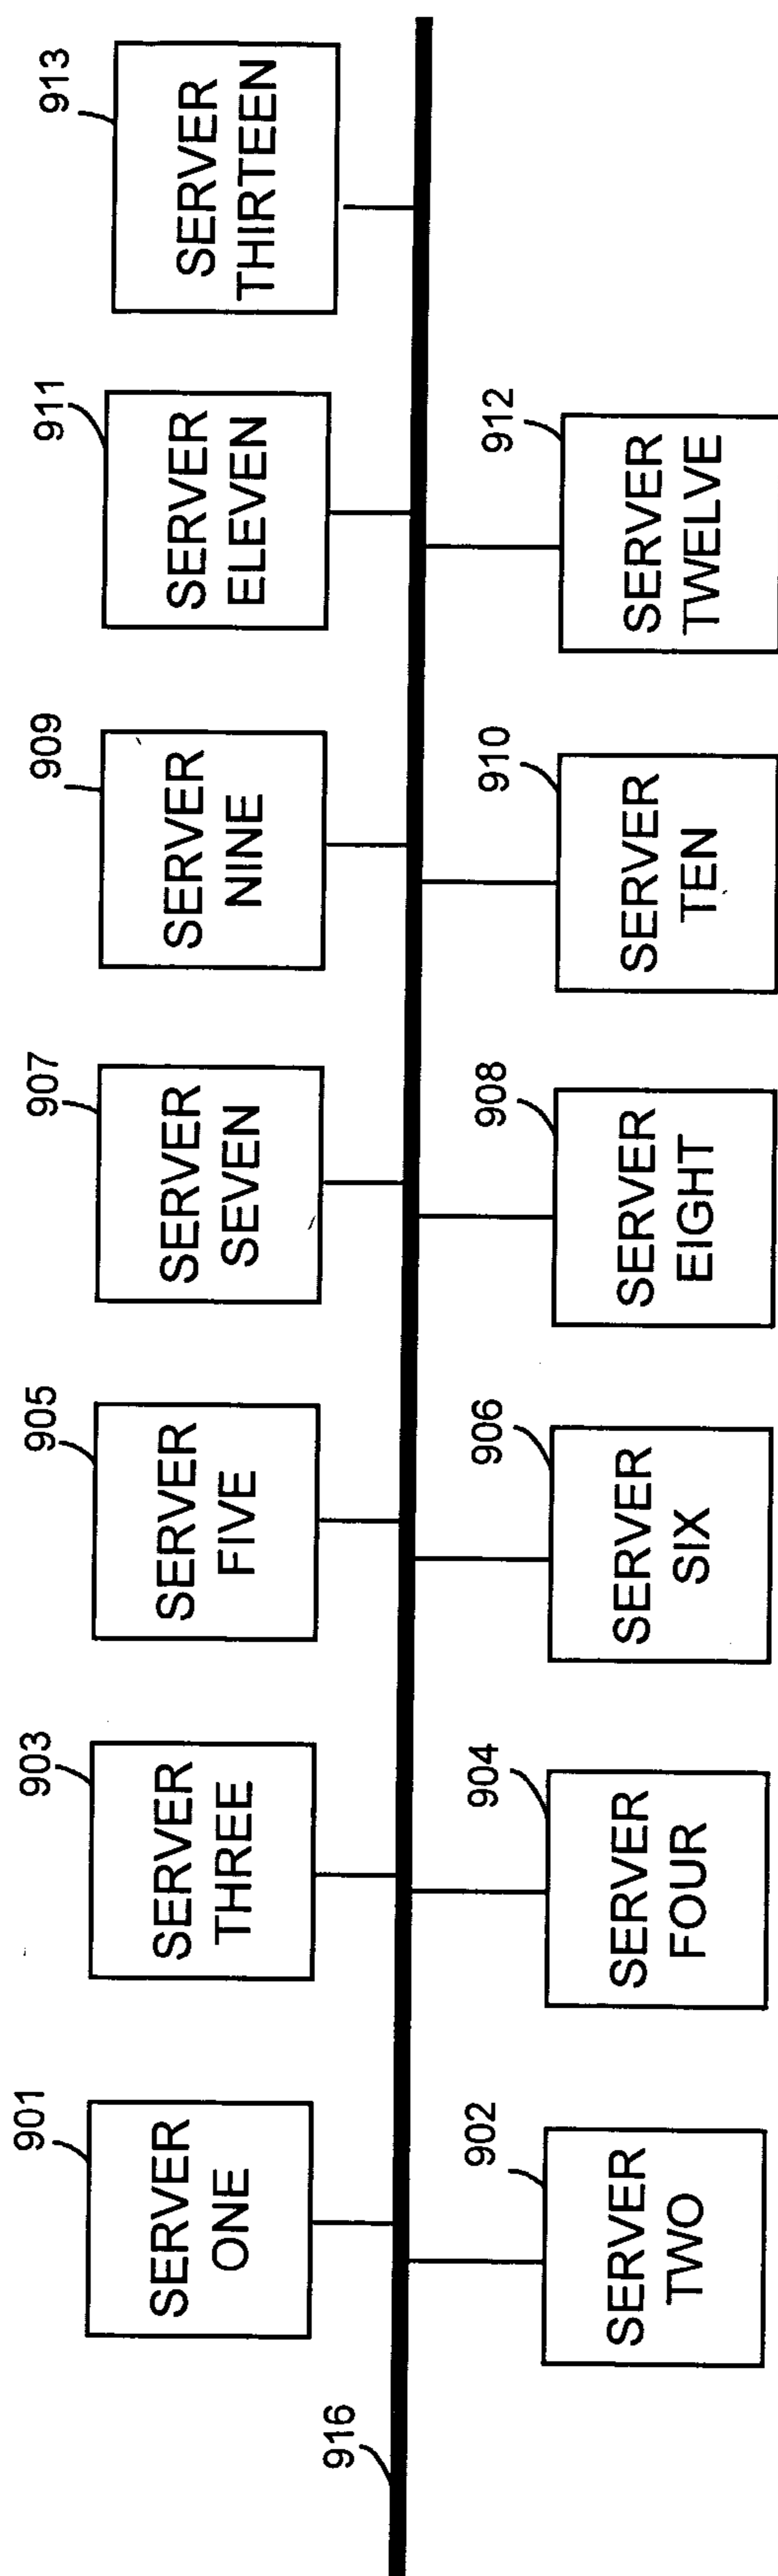 901
903
905
907
909
911
913
SERVER
ONE
SERVER
THREE
SERVER
FIVE
SERVER
SEVEN
SERVER
NINE
SERVER
ELEVEN
SERVER
THIRTEEN
916
902
904
906
908
910
912
SERVER
TWO
SERVER
FOUR
SERVER
SIX
SERVER
EIGHT
SERVER
TEN
SERVER
TWELVE